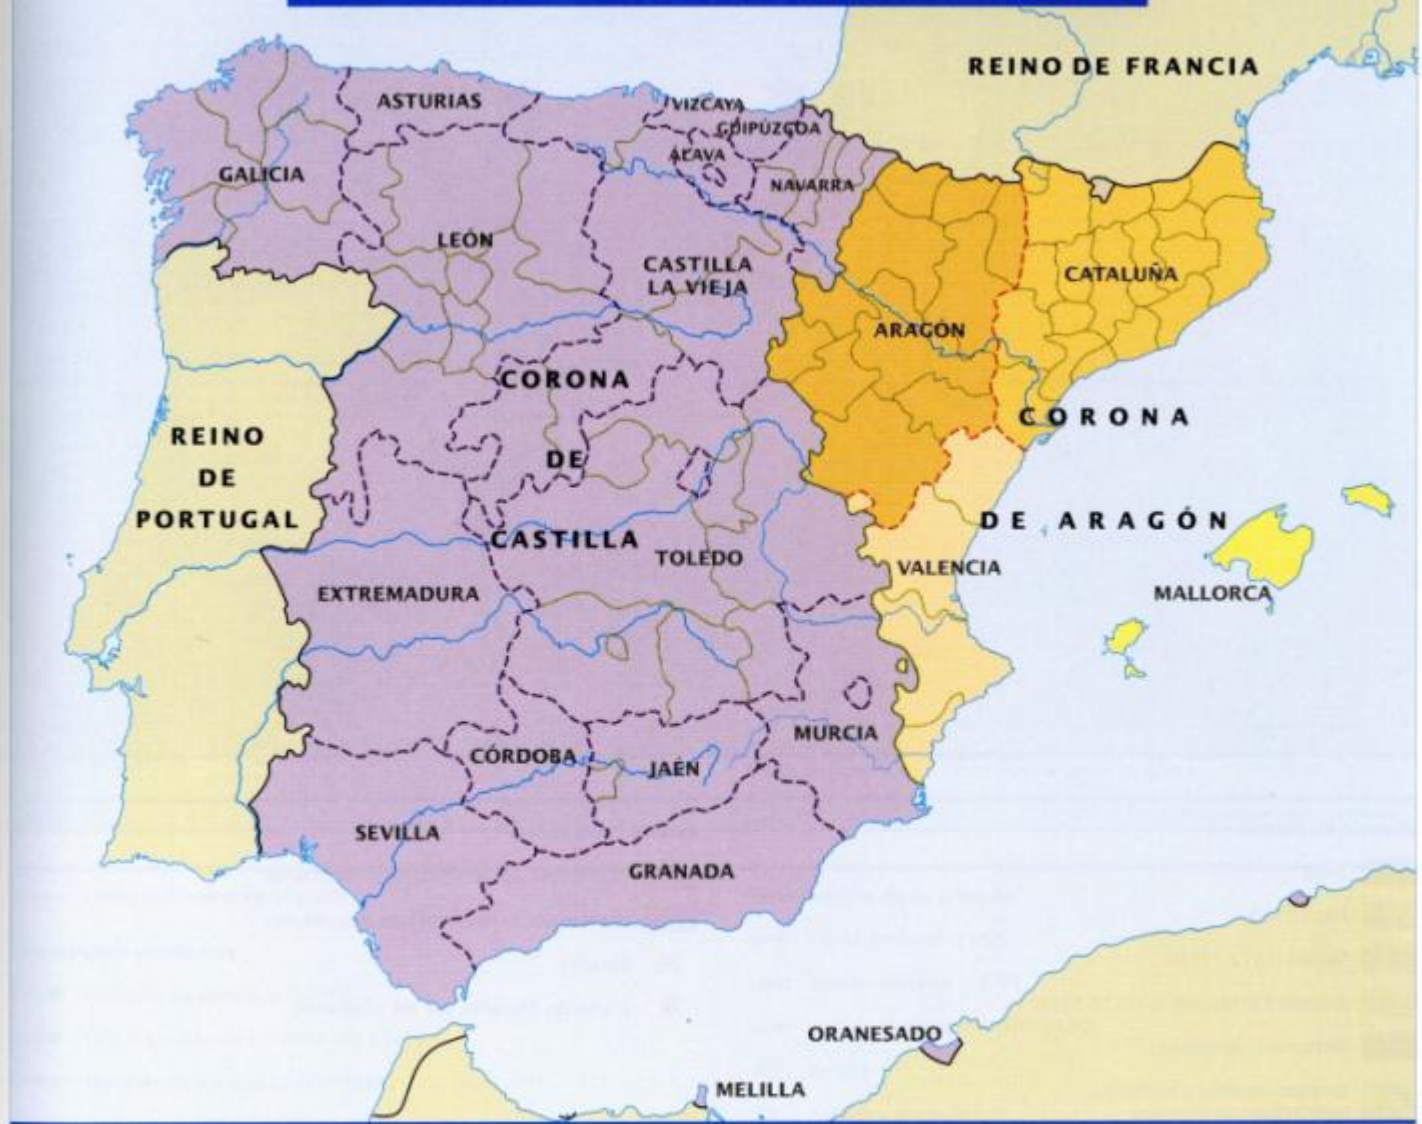 REINO DE FRANCIA
ASTURIAS
VIZCAYA
GUIPÚZCOA
ÁLAVA
GALICIA
NAVARRA
LEÓN
CASTILLA
LA VIEJA
CATALUÑA
ARAGÓN
CORONA
DE
CASTILLA
CORONA
DE ARAGÓN
REINO
DE
PORTUGAL
TOLEDO
VALENCIA
EXTREMADURA
MALLORCA
MURCIA
CÓRDOBA
JAÉN
SEVILLA
GRANADA
ORANESADO
MELILLA